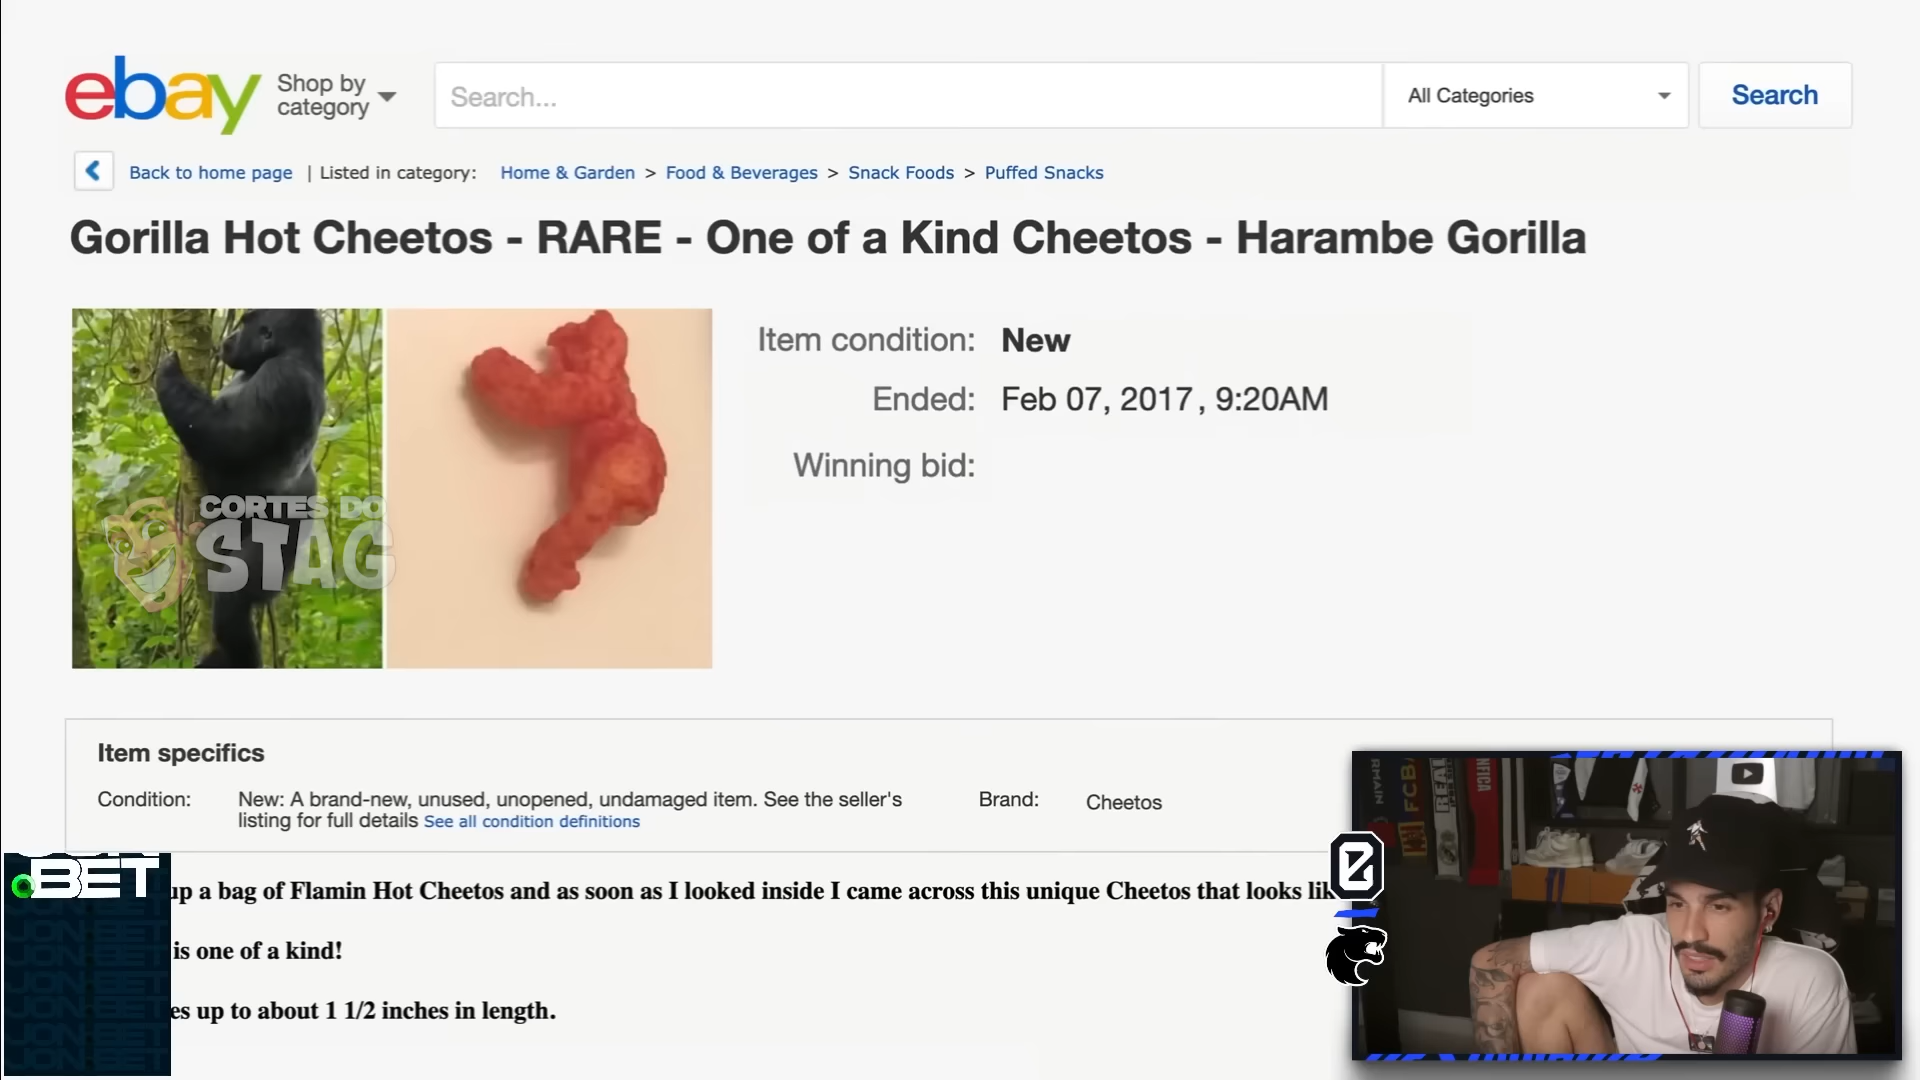 ebay
Shop by
category
Search...
All Categories
Search
Back to home page | Listed in category: Home & Garden > Food & Beverages > Snack Foods > Puffed Snacks
Gorilla Hot Cheetos - RARE - One of a Kind Cheetos - Harambe Gorilla
Item condition: New
Ended: Feb 07, 2017, 9:20AM
Winning bid:
CORTES DO
STAG
Item specifics
Condition: New: A brand-new, unused, unopened, undamaged item. See the seller's
listing for full details See all condition definitions
Brand: Cheetos
up a bag of Flamin Hot Cheetos and as soon as I looked inside I came across this unique Cheetos that looks
is one of a kind!
up to about 1 1/2 inches in length.
BET
FCBA
REAL